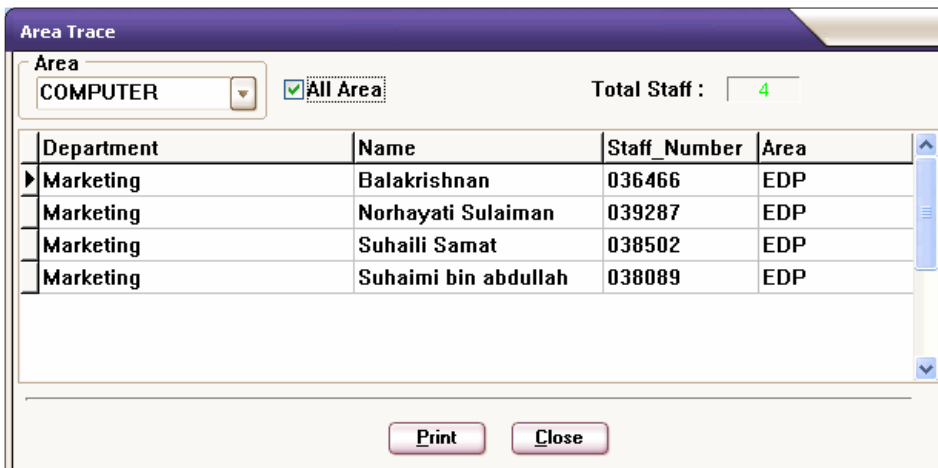 Area Trace
Area
COMPUTER All Area Total Staff : 4
Department Name Staff_Number Area
Marketing Balakrishnan 036466 EDP
Marketing Norhayati Sulaiman 039287 EDP
Marketing Suhaili Samat 038502 EDP
Marketing Suhaimi bin abdullah 038089 EDP
Print Close